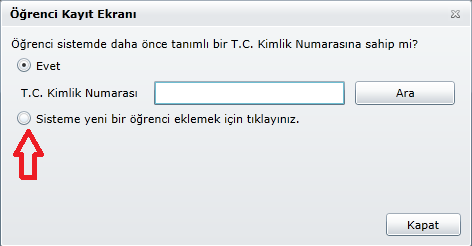 Öğrenci Kayıt Ekranı
Öğrenci sistemde daha önce tanımlı bir T.C. Kimlik Numarasına sahip mi?
Evet
T.C. Kimlik Numarası Ara
Sisteme yeni bir öğrenci eklemek için tıklayınız.
Kapat